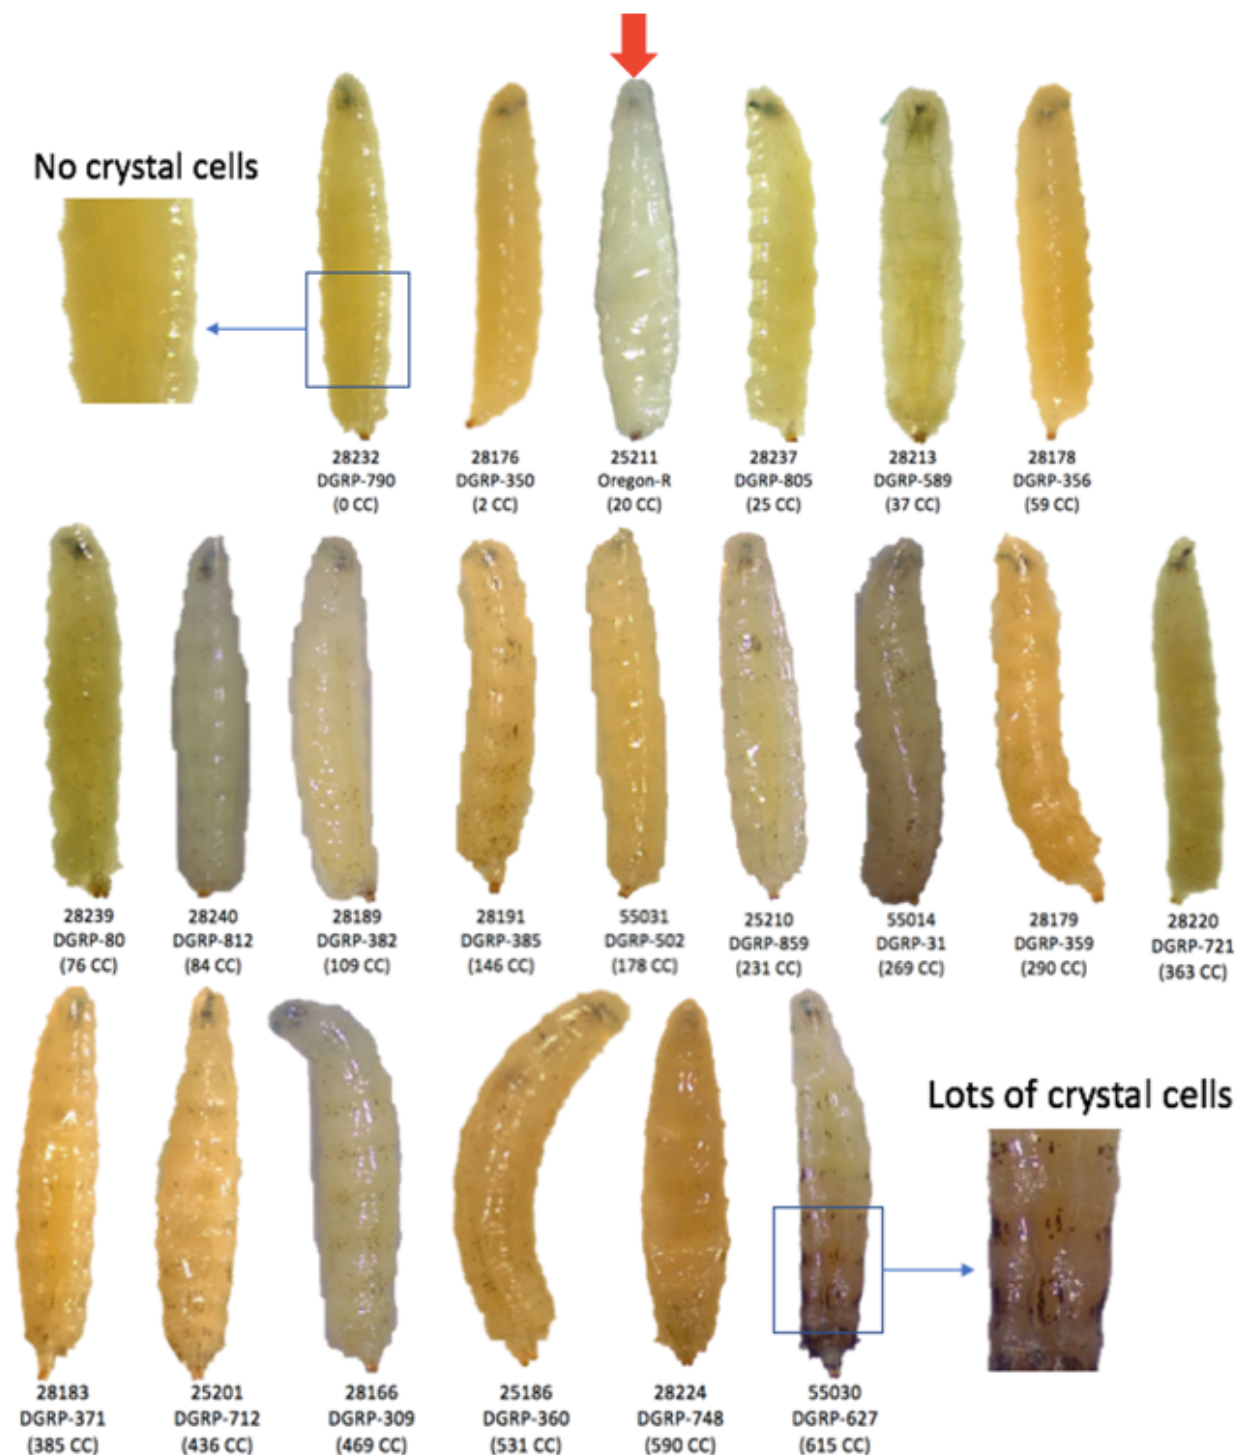 No crystal cells
28232
DGRP-790
(0 CC)
28176
DGRP-350
(2 CC)
25211
Oregon-R
(20 CC)
28237
DGRP-805
(25 CC)
28213
DGRP-589
(37 CC)
28178
DGRP-356
(59 CC)
28239
DGRP-80
(76 CC)
28240
DGRP-812
(84 CC)
28189
DGRP-382
(109 CC)
28191
DGRP-385
(146 CC)
55031
DGRP-502
(178 CC)
25210
DGRP-859
(231 CC)
55014
DGRP-31
(269 CC)
28179
DGRP-359
(290 CC)
28220
DGRP-721
(363 CC)
Lots of crystal cells
28183
DGRP-371
(385 CC)
25201
DGRP-712
(436 CC)
28166
DGRP-309
(469 CC)
25186
DGRP-360
(531 CC)
28224
DGRP-748
(590 CC)
55030
DGRP-627
(615 CC)